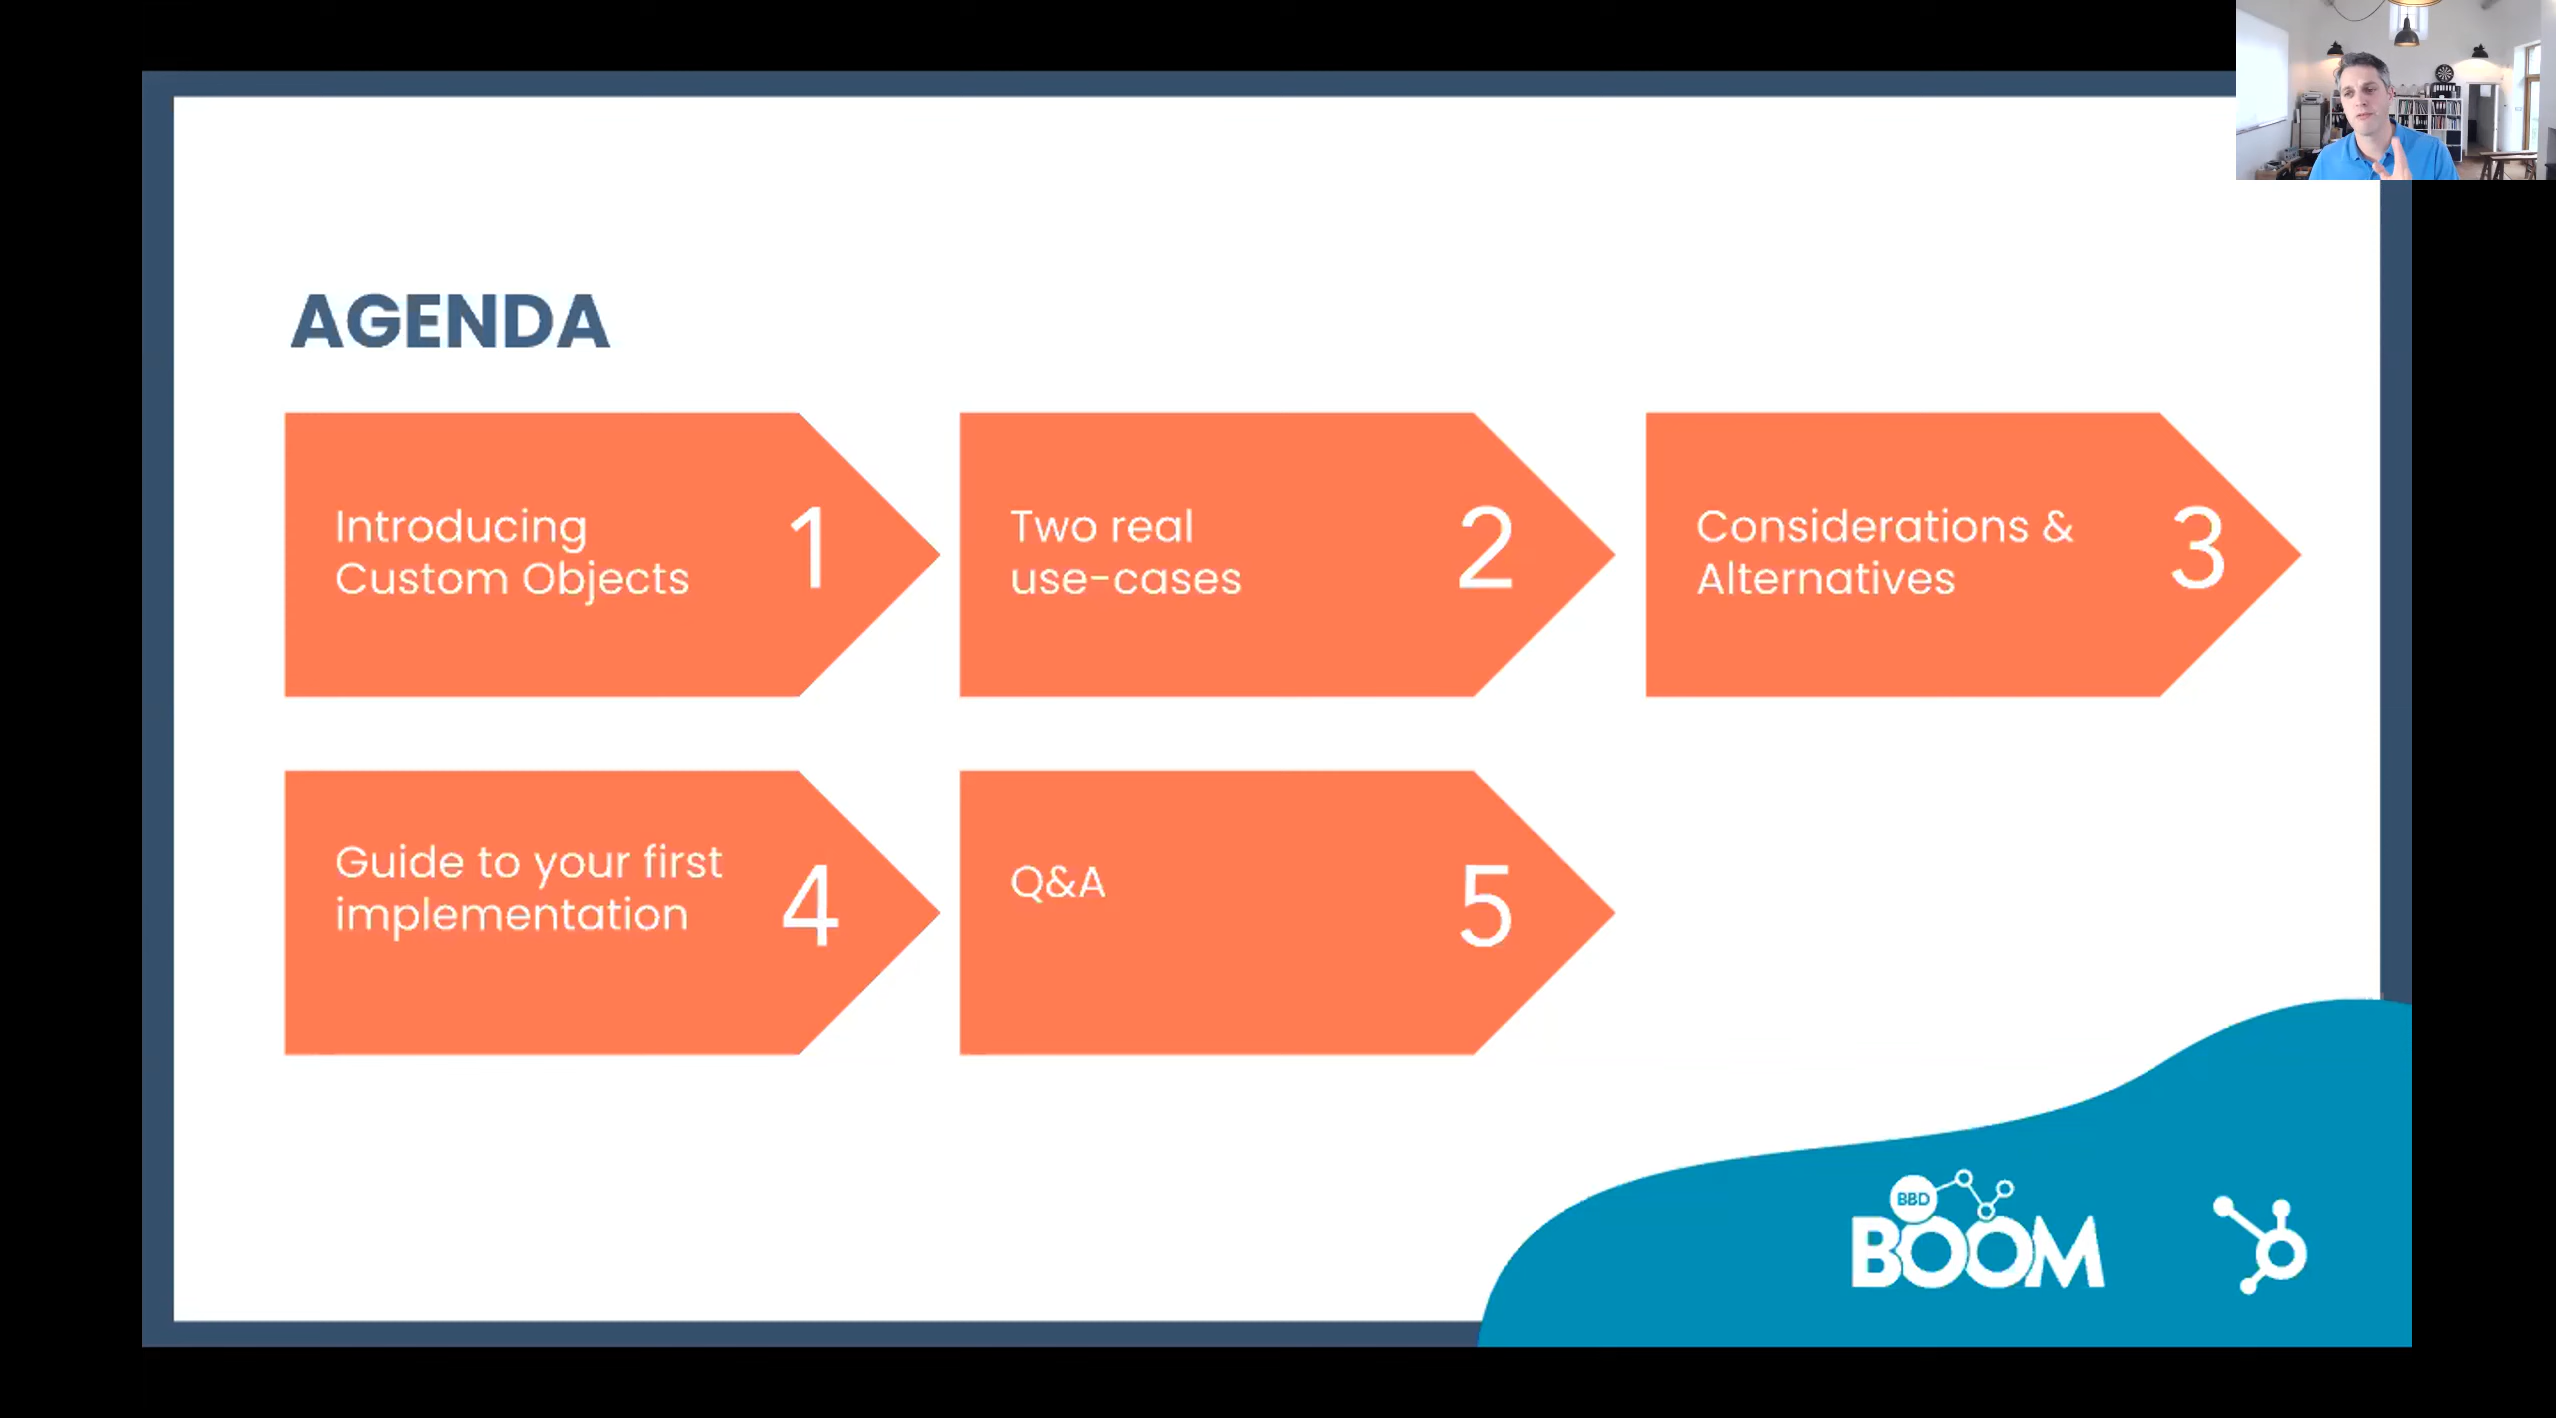 AGENDA
Introducing
Custom Objects
1
Two real
use-cases
2
Considerations &
Alternatives
3
Guide to your first
implementation
4
Q&A
5
BBD
BOOM